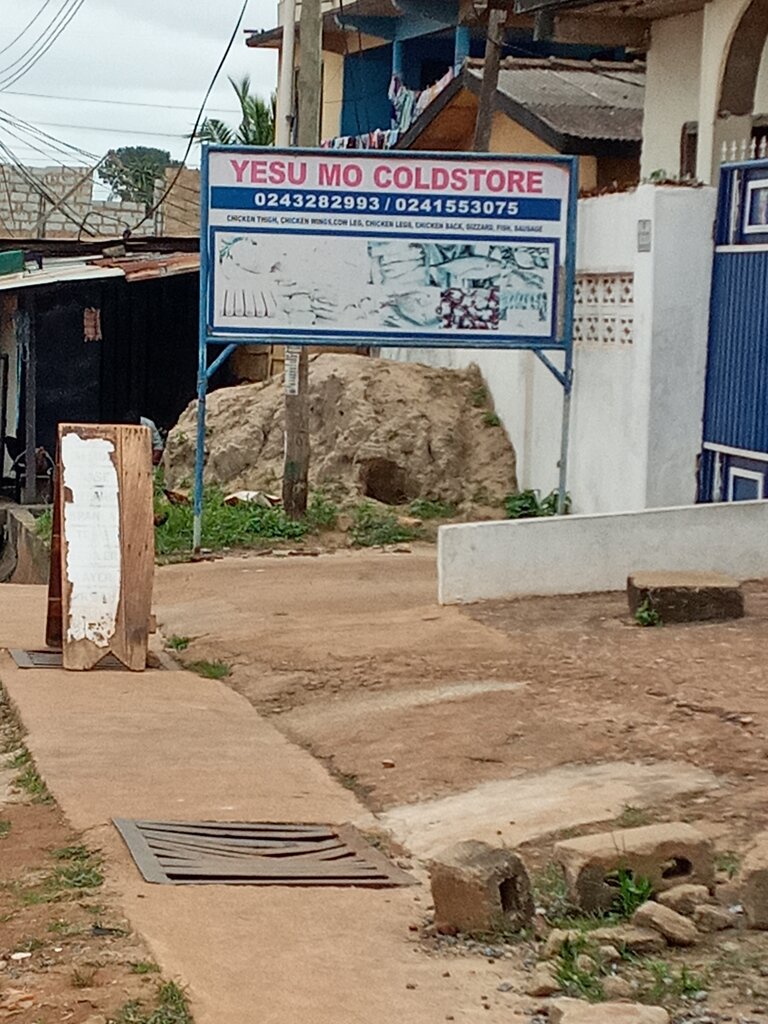 YESU MO COLDSTORE
0243282993 / 0241553075
CHICKEN THIGH, CHICKEN WINGS,COW LEG, CHICKEN LEGS, CHICKEN BACK, GIZZARD, FISH, SAUSAGE